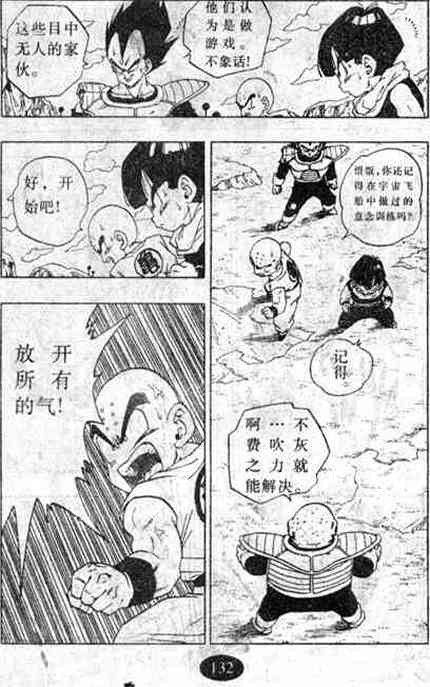 他们认
为是做
游戏。
不象话!
这些目中
无人的家
伙。
悟饭,你还记
得在宇宙飞
船中做过的
意念训练吗?
记
得。
啊…不
费吹灰
之力就
能解决。
好,开
始吧!
放开
所有
的气!
132